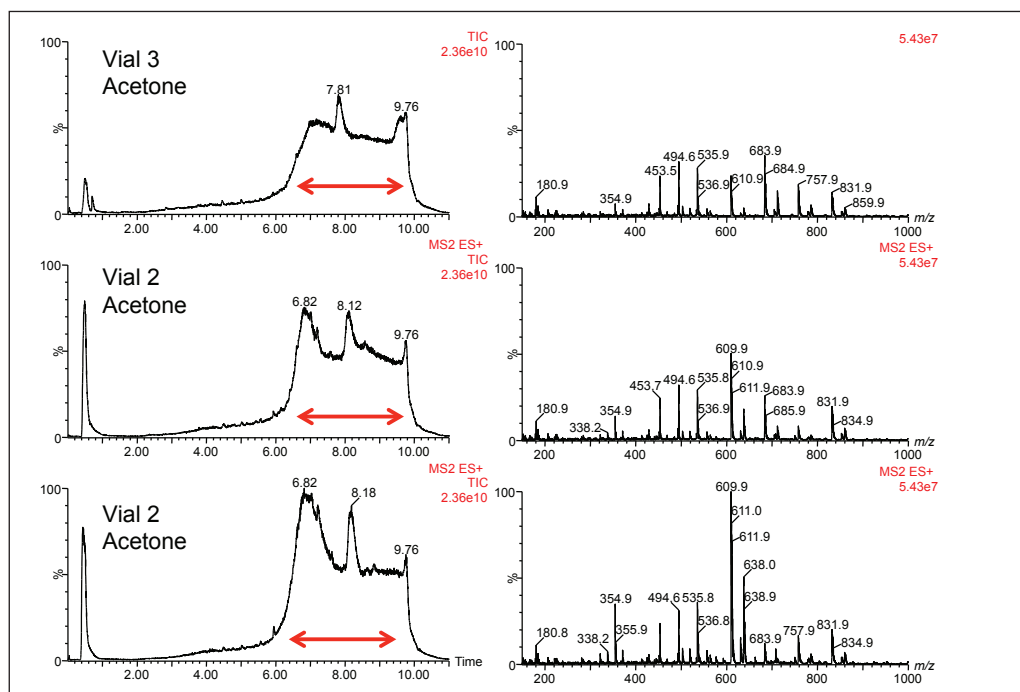 TIC
2.36e10
100
Vial 3
Acetone
7.81
9.76
%
0
2.00 4.00 6.00 8.00 10.00
5.43e7
100
683.9
494.6 535.9
684.9
453.5
757.9
610.9
536.9
831.9
180.9
354.9
859.9
%
0
200 400 600 800 1000
m/z
MS2 ES+
TIC
2.36e10
100
Vial 2
Acetone
6.82
8.12
9.76
%
0
2.00 4.00 6.00 8.00 10.00
MS2 ES+
5.43e7
100
609.9
610.9
453.7 494.6 535.8
611.9 683.9
831.9
180.9
354.9
536.9
685.9
834.9
338.2
%
0
200 400 600 800 1000
m/z
MS2 ES+
TIC
2.36e10
100
Vial 2
Acetone
6.82
8.18
9.76
%
0
2.00 4.00 6.00 8.00 10.00
Time
MS2 ES+
5.43e7
100
609.9
611.0
611.9
638.0
354.9
494.6 535.8
638.9
180.8
338.2 355.9
536.8
683.9 757.9
831.9
834.9
%
0
200 400 600 800 1000
m/z